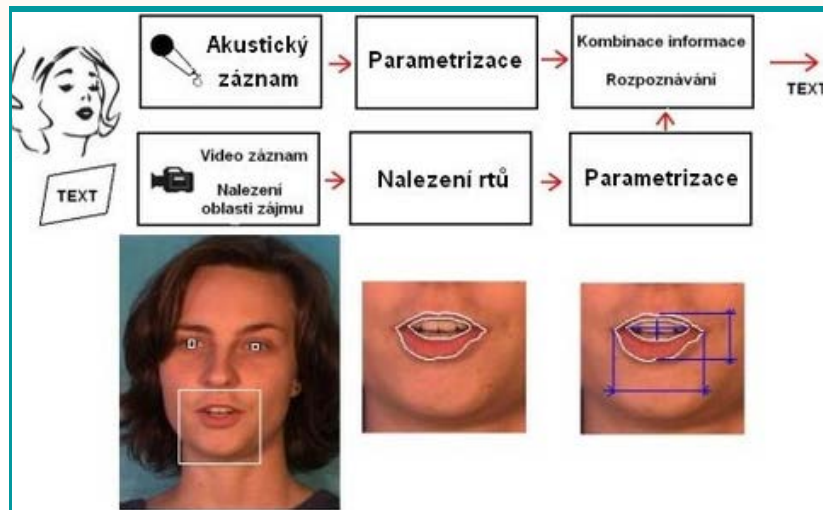 Akustický
záznam
Parametrizace
Kombinace informace
Rozpoznávání
TEXT
TEXT
Video záznam
Nalezení
oblasti zájmu
Nalezení rtů
Parametrizace